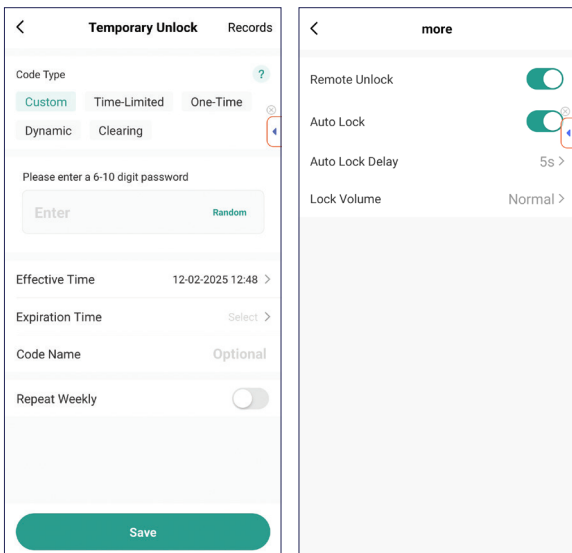 Temporary Unlock Records
Code Type ?
Custom Time-Limited One-Time
Dynamic Clearing
Please enter a 6-10 digit password
Enter Random
Effective Time 12-02-2025 12:48 >
Expiration Time Select >
Code Name Optional
Repeat Weekly
Save
more
Remote Unlock
Auto Lock
Auto Lock Delay 5s >
Lock Volume Normal >